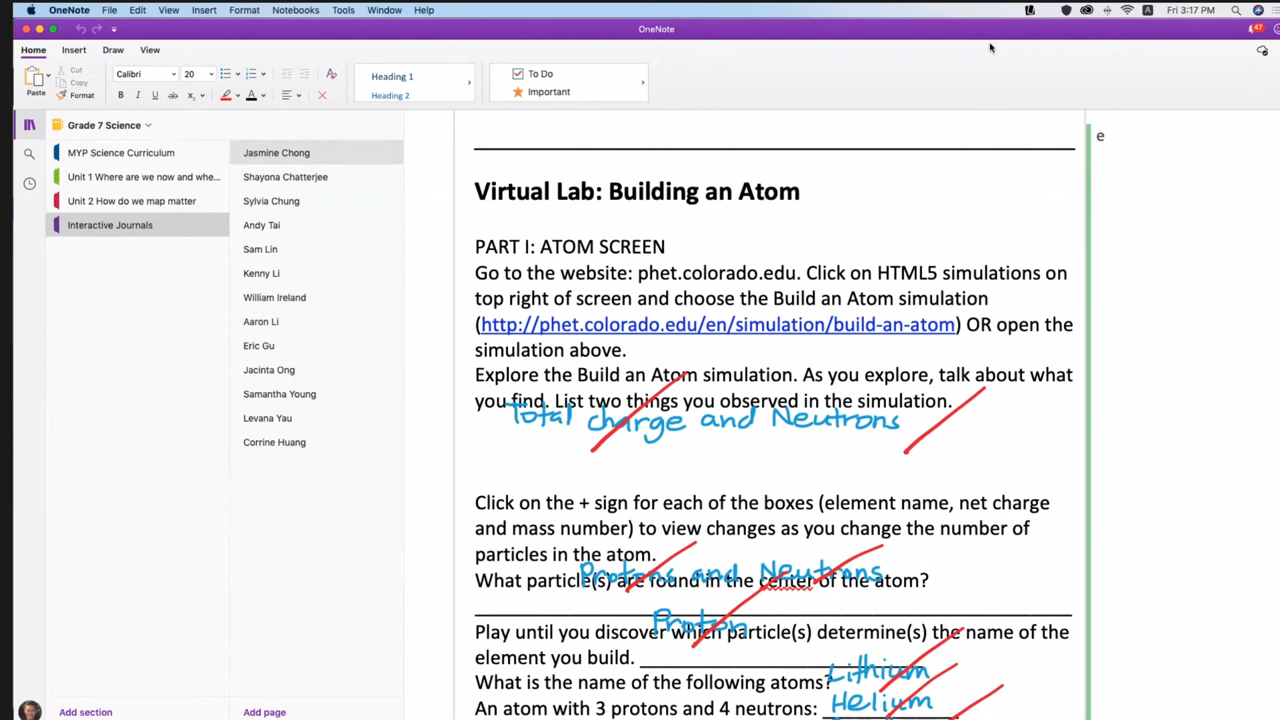 OneNote File Edit View Insert Format Notebooks Tools Window Help Fri 3:17 PM
OneNote 47
Home Insert Draw View
Paste Cut Copy Format
Calibri 20
B I U ab x
Heading 1
Heading 2
To Do
Important
Grade 7 Science
MYP Science Curriculum
Unit 1 Where are we now and whe...
Unit 2 How do we map matter
Interactive Journals
Jasmine Chong
Shayona Chatterjee
Sylvia Chung
Andy Tai
Sam Lin
Kenny Li
William Ireland
Aaron Li
Eric Gu
Jacinta Ong
Samantha Young
Levana Yau
Corrine Huang
Add section
Add page
e
Virtual Lab: Building an Atom
PART I: ATOM SCREEN
Go to the website: phet.colorado.edu. Click on HTML5 simulations on
top right of screen and choose the Build an Atom simulation
(http://phet.colorado.edu/en/simulation/build-an-atom) OR open the
simulation above.
Explore the Build an Atom simulation. As you explore, talk about what
you find. List two things you observed in the simulation.
Total charge and Neutrons
Click on the + sign for each of the boxes (element name, net charge
and mass number) to view changes as you change the number of
particles in the atom.
Protons and Neutrons
What particle(s) are found in the center of the atom?
Proton
Play until you discover which particle(s) determine(s) the name of the
element you build.
Lithium
What is the name of the following atoms?
Helium
An atom with 3 protons and 4 neutrons: